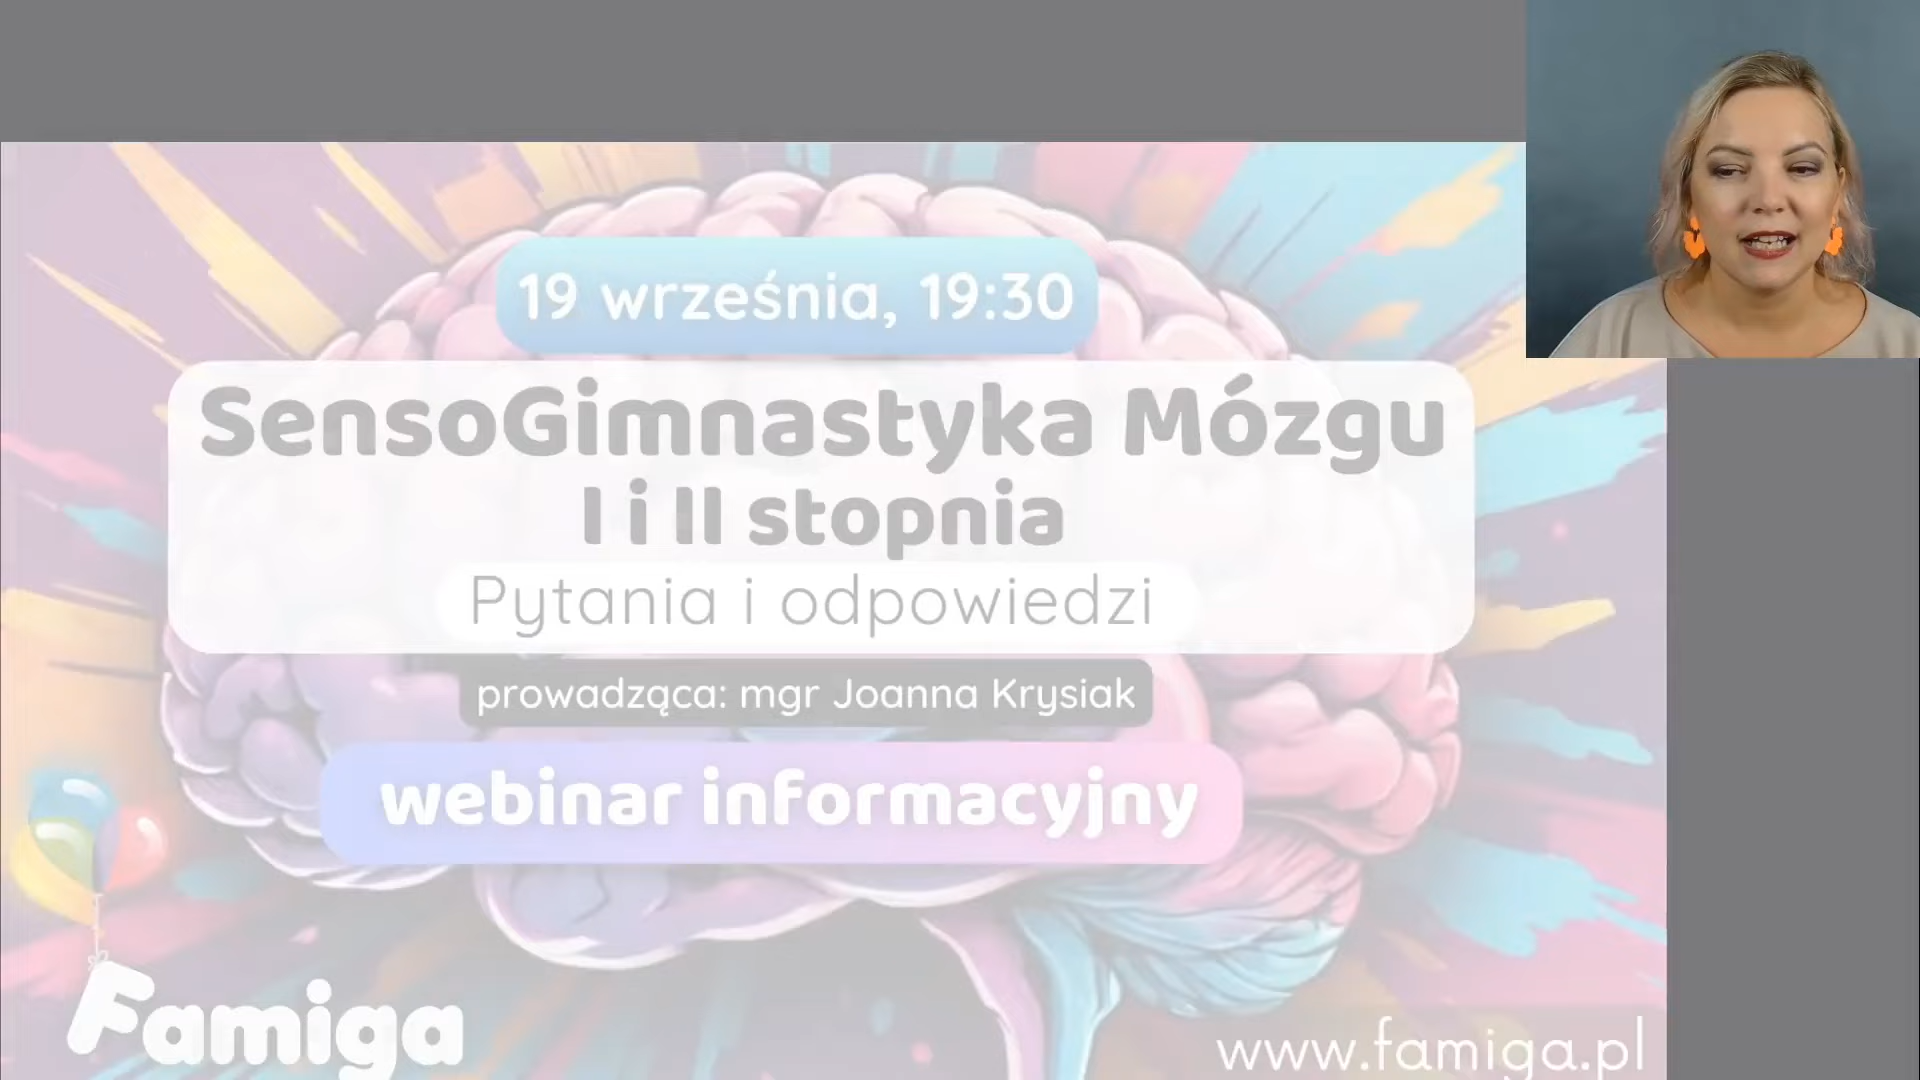 19 września, 19:30
SensoGimnastyka Mózgu
I i II stopnia
Pytania i odpowiedzi
prowadząca: mgr Joanna Krysiak
webinar informacyjny
Famiga
www.famiga.pl